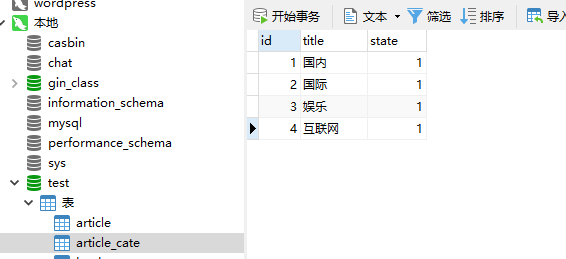 wordpress
本地
casbin
chat
gin_class
information_schema
mysql
performance_schema
sys
test
表
article
article_cate
开始事务 文本 筛选 排序 导入
id title state
1 国内 1
2 国际 1
3 娱乐 1
4 互联网 1